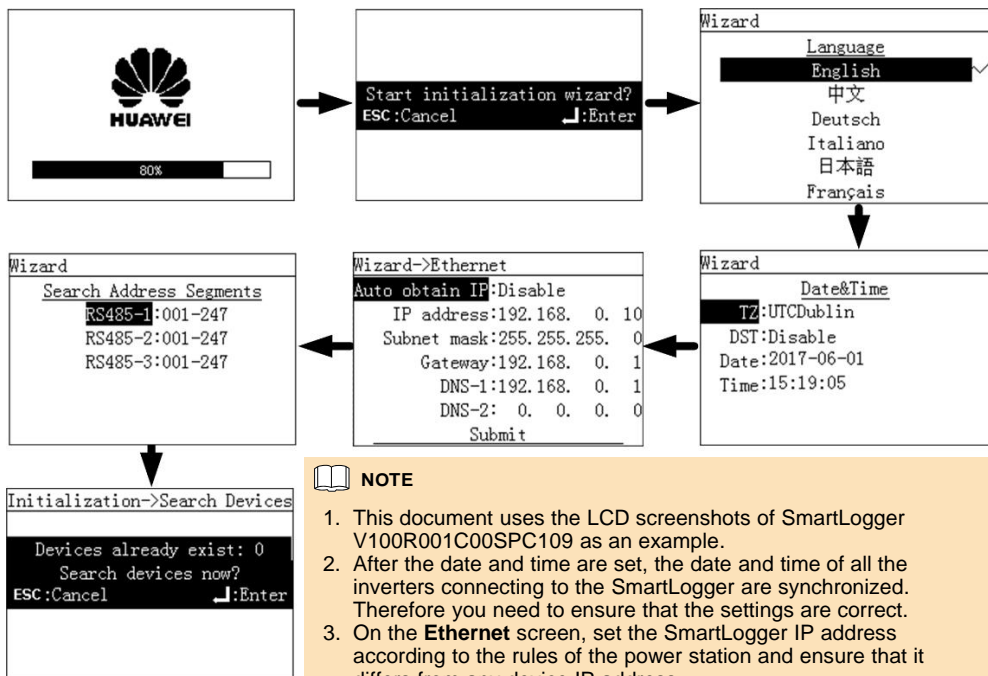 HUAWEI
80%
Start initialization wizard?
ESC :Cancel :Enter
Wizard
Language
English
中文
Deutsch
Italiano
日本語
Français
Wizard
Date&Time
TZ:UTCDublin
DST:Disable
Date:2017-06-01
Time:15:19:05
Wizard->Ethernet
Auto obtain IP:Disable
IP address:192.168. 0. 10
Subnet mask:255.255.255. 0
Gateway:192.168. 0. 1
DNS-1:192.168. 0. 1
DNS-2: 0. 0. 0. 0
Submit
Wizard
Search Address Segments
RS485-1:001-247
RS485-2:001-247
RS485-3:001-247
Initialization->Search Devices
Devices already exist: 0
Search devices now?
ESC :Cancel :Enter
NOTE
1. This document uses the LCD screenshots of SmartLogger
V100R001C00SPC109 as an example.
2. After the date and time are set, the date and time of all the
inverters connecting to the SmartLogger are synchronized.
Therefore you need to ensure that the settings are correct.
3. On the Ethernet screen, set the SmartLogger IP address
according to the rules of the power station and ensure that it
differs from any device IP address